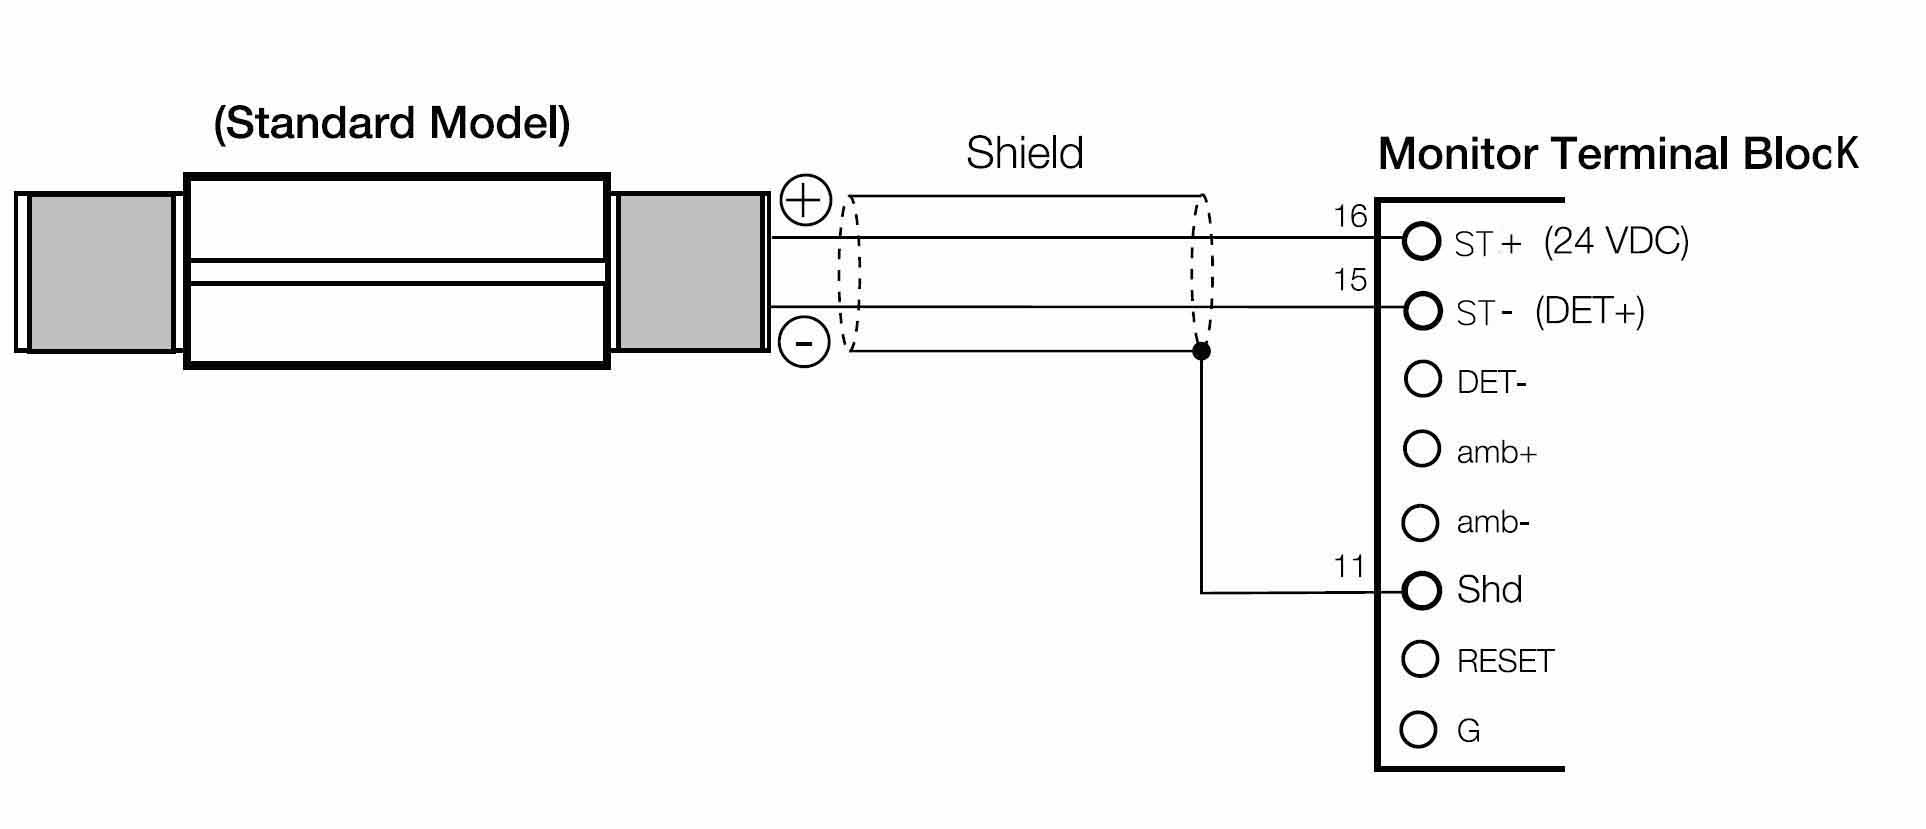 (Standard Model)
Shield
Monitor Terminal BlocK
+
16
ST+ (24 VDC)
15
ST- (DET+)
-
DET-
amb+
amb-
11
Shd
RESET
G